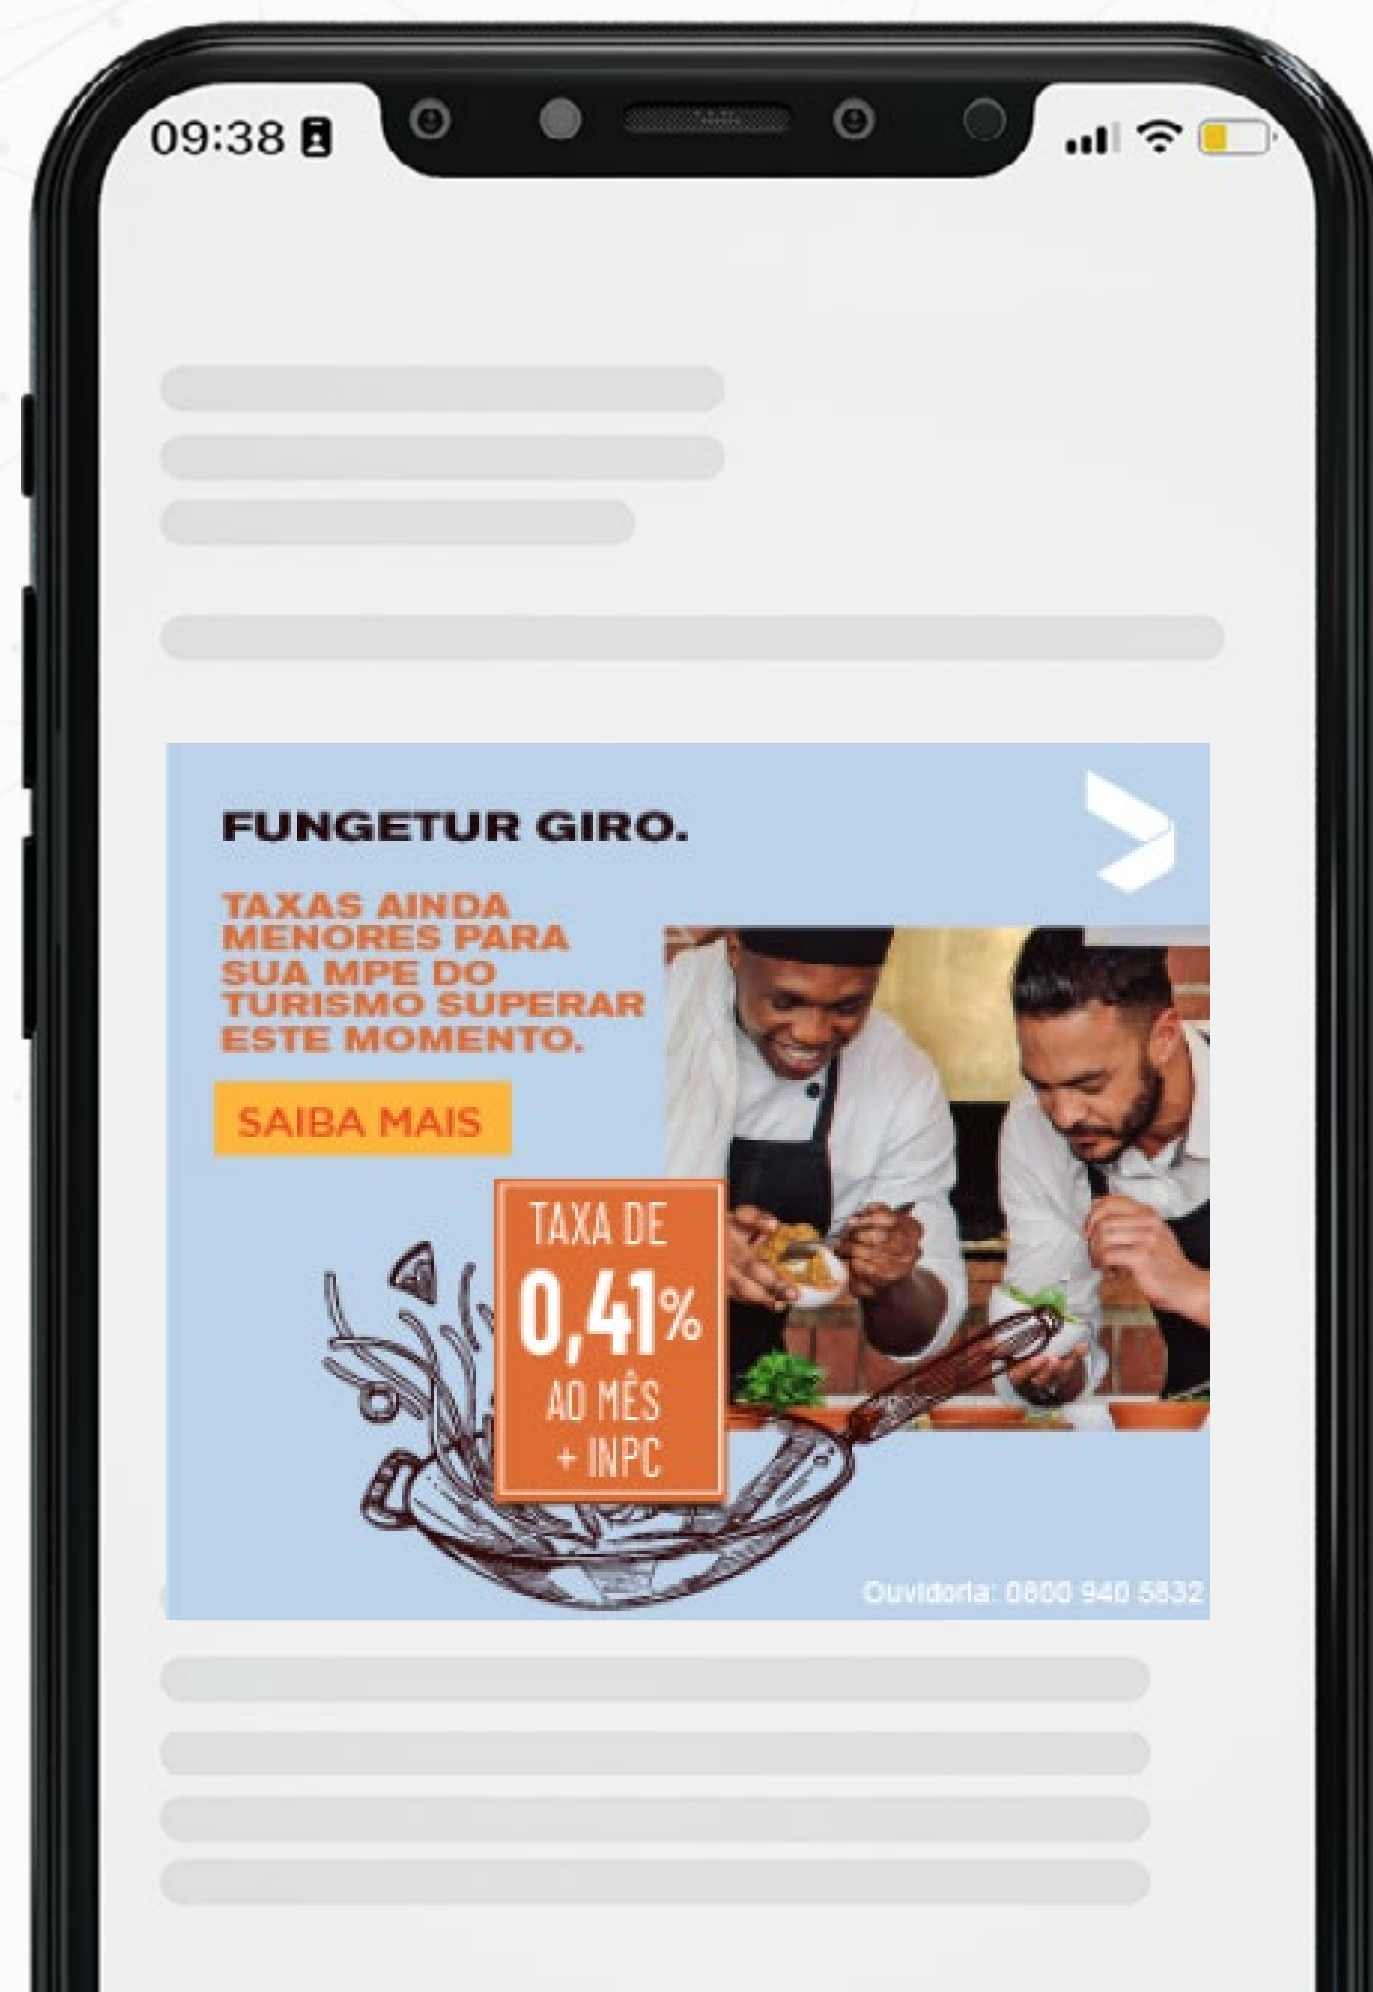 09:38
FUNGETUR GIRO.
TAXAS AINDA
MENORES PARA
SUA MPE DO
TURISMO SUPERAR
ESTE MOMENTO.
SAIBA MAIS
TAXA DE
0,41%
AO MÊS
+ INPC
Ouvidoria: 0800 940 5832